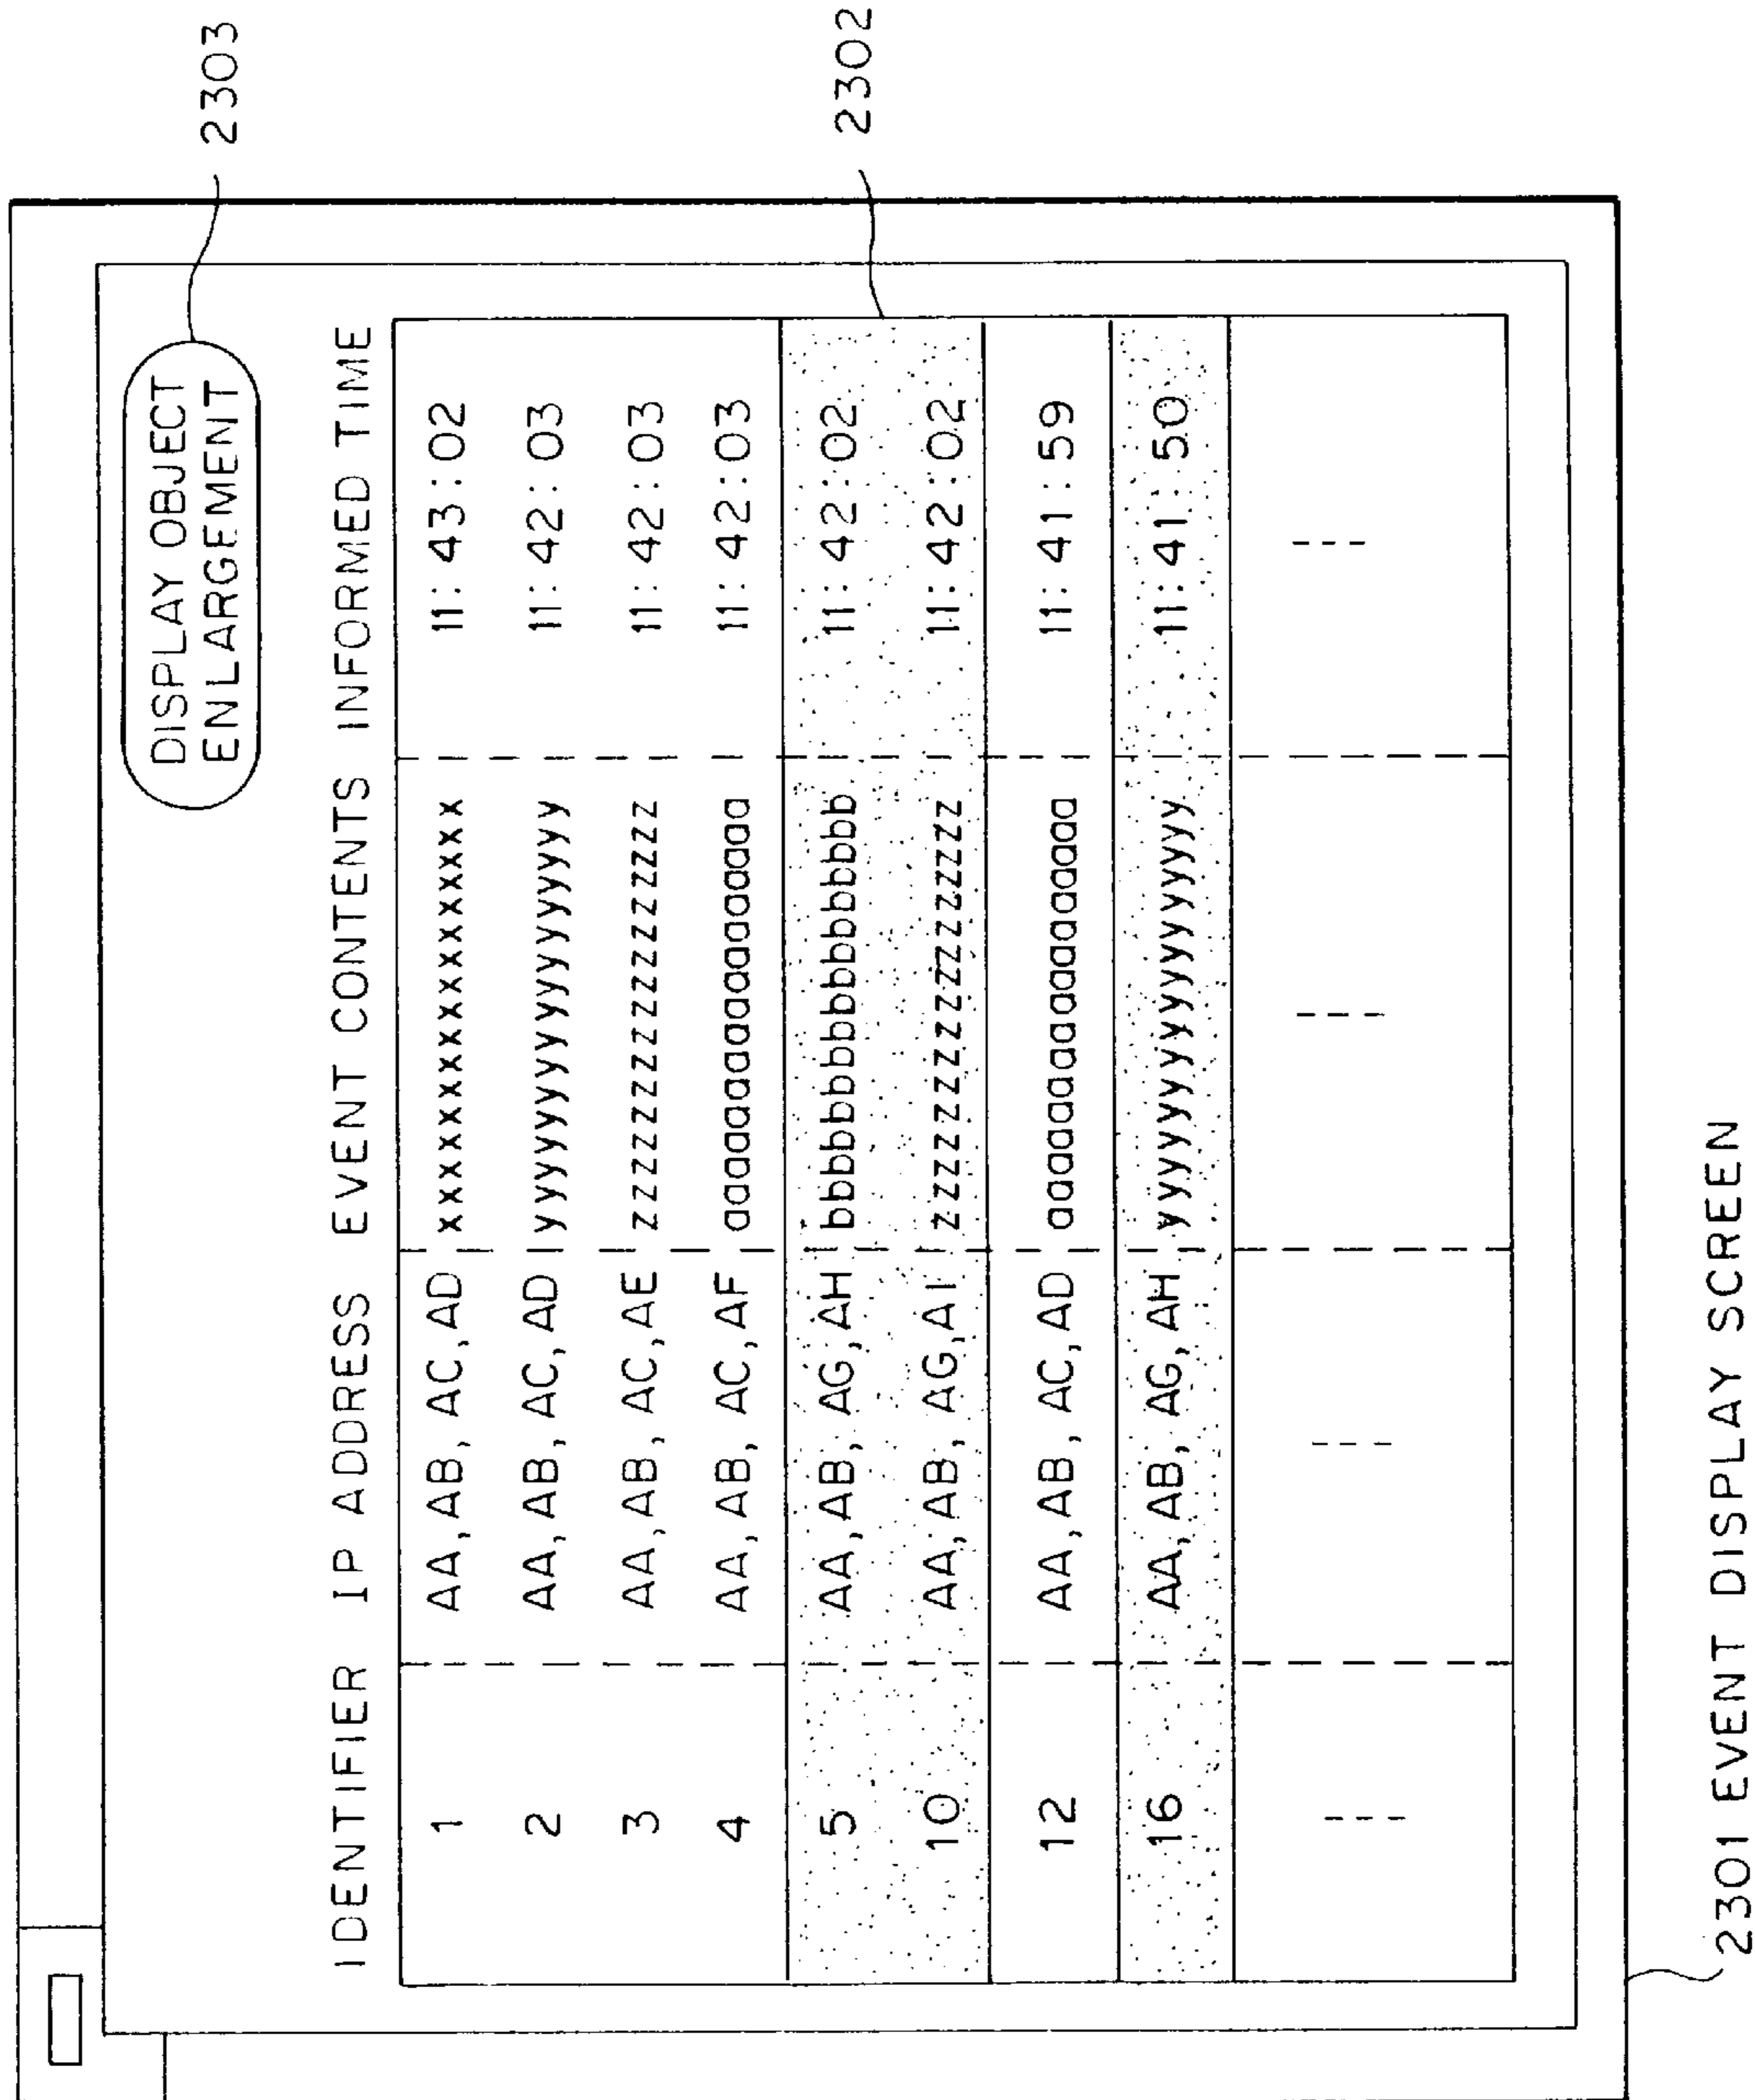 DISPLAY OBJECT
ENLARGEMENT
2303
IDENTIFIER IP ADDRESS EVENT CONTENTS INFORMED TIME
1 AA, AB, AC, AD xxxxxxxxxxxxxxxx 11:43:02
2 AA, AB, AC, AD yyyyyyyyyyyyyyyy 11:42:03
3 AA, AB, AC, AE zzzzzzzzzzzzzzzz 11:42:03
4 AA, AB, AC, AF aaaaaaaaaaaaaaaa 11:42:03
5 AA, AB, AG, AH bbbbbbbbbbbbbbbb 11:42:02
2302
10 AA, AB, AG, AI zzzzzzzzzzzzzzzz 11:42:02
12 AA, AB, AC, AD aaaaaaaaaaaaaaaa 11:41:59
16 AA, AB, AG, AH yyyyyyyyyyyyyyyy 11:41:50
--- --- --- ---
2301 EVENT DISPLAY SCREEN